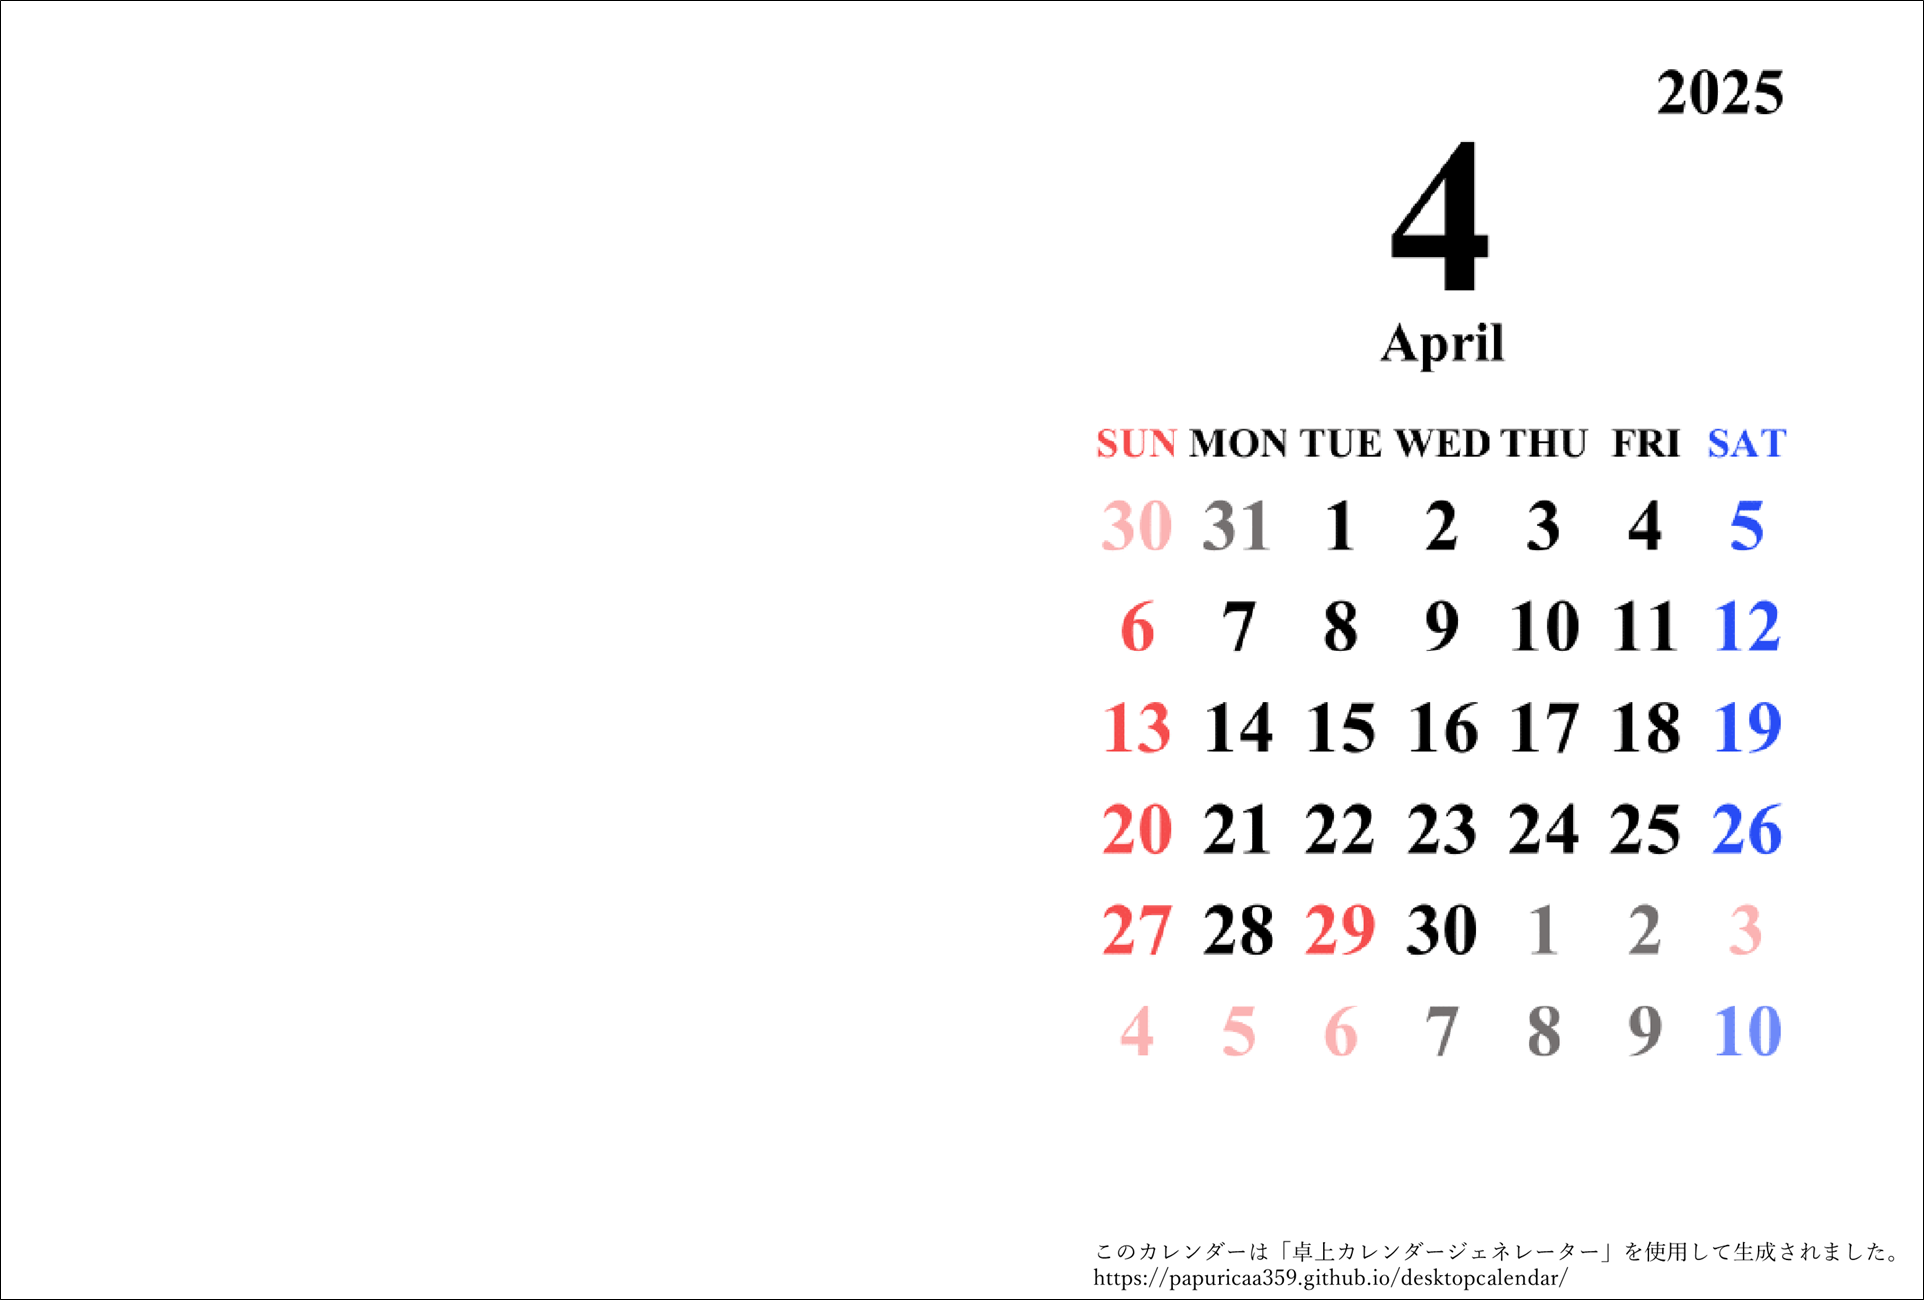 2025
4
April
SUN MON TUE WED THU FRI SAT
30 31 1 2 3 4 5
6 7 8 9 10 11 12
13 14 15 16 17 18 19
20 21 22 23 24 25 26
27 28 29 30 1 2 3
4 5 6 7 8 9 10
このカレンダーは「卓上カレンダージェネレーター」を使用して生成されました。
https://papuricaa359.github.io/desktopcalendar/